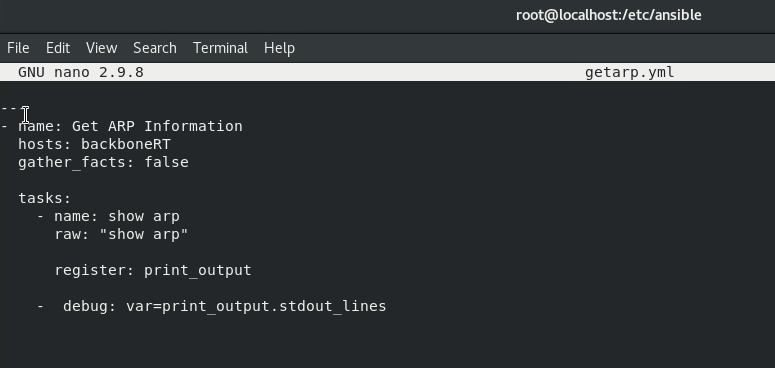 root@localhost:/etc/ansible
File Edit View Search Terminal Help
GNU nano 2.9.8 getarp.yml
---
- name: Get ARP Information
  hosts: backboneRT
  gather_facts: false
  tasks:
    - name: show arp
      raw: "show arp"
      register: print_output
    -  debug: var=print_output.stdout_lines